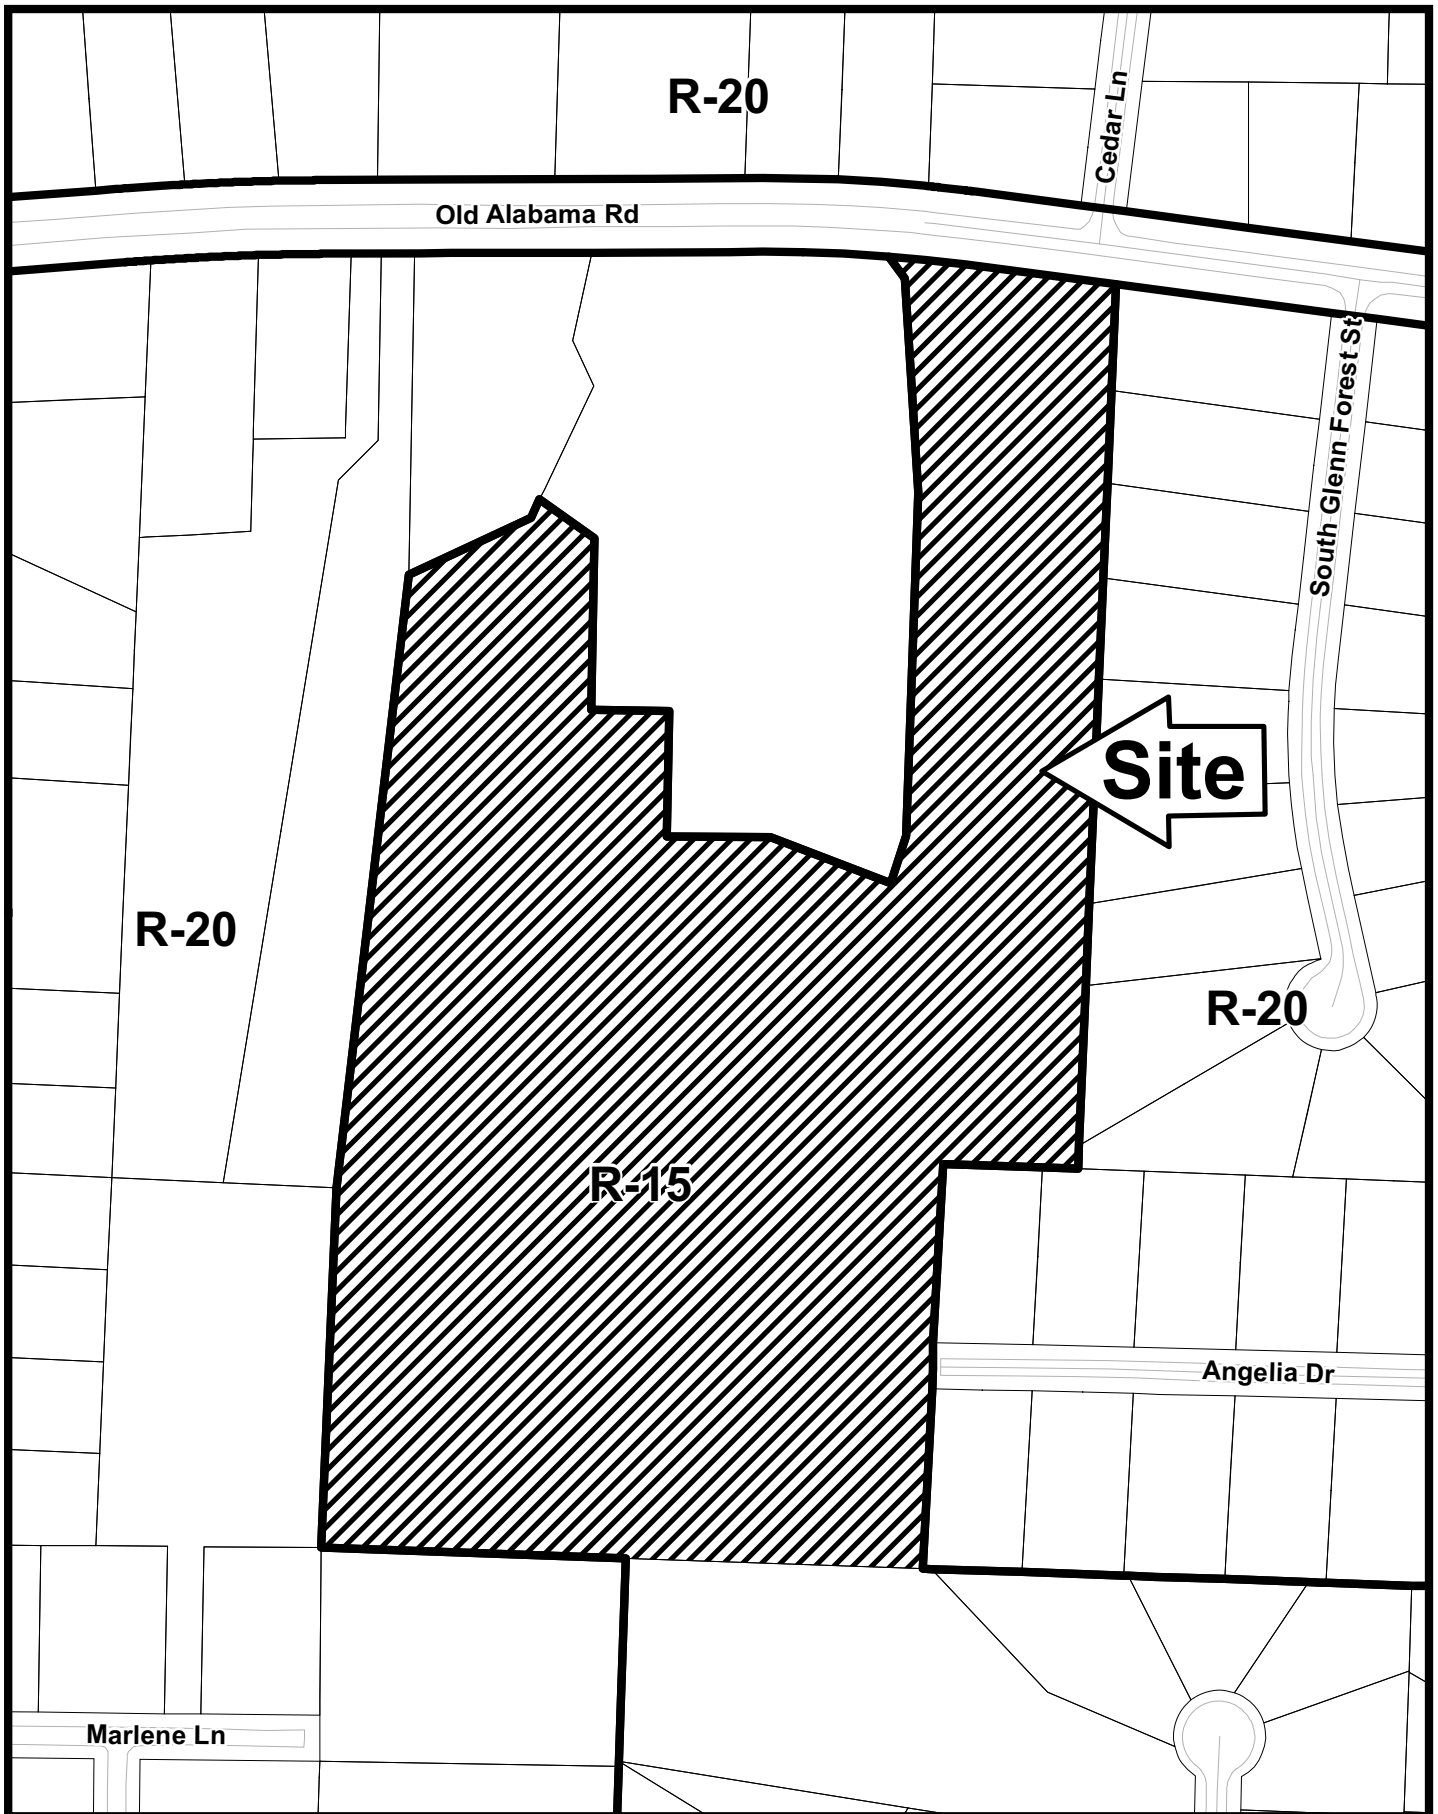 R-20
Cedar Ln
Old Alabama Rd
South Glenn Forest St
Site
R-20
R-20
R-15
Angelia Dr
Marlene Ln